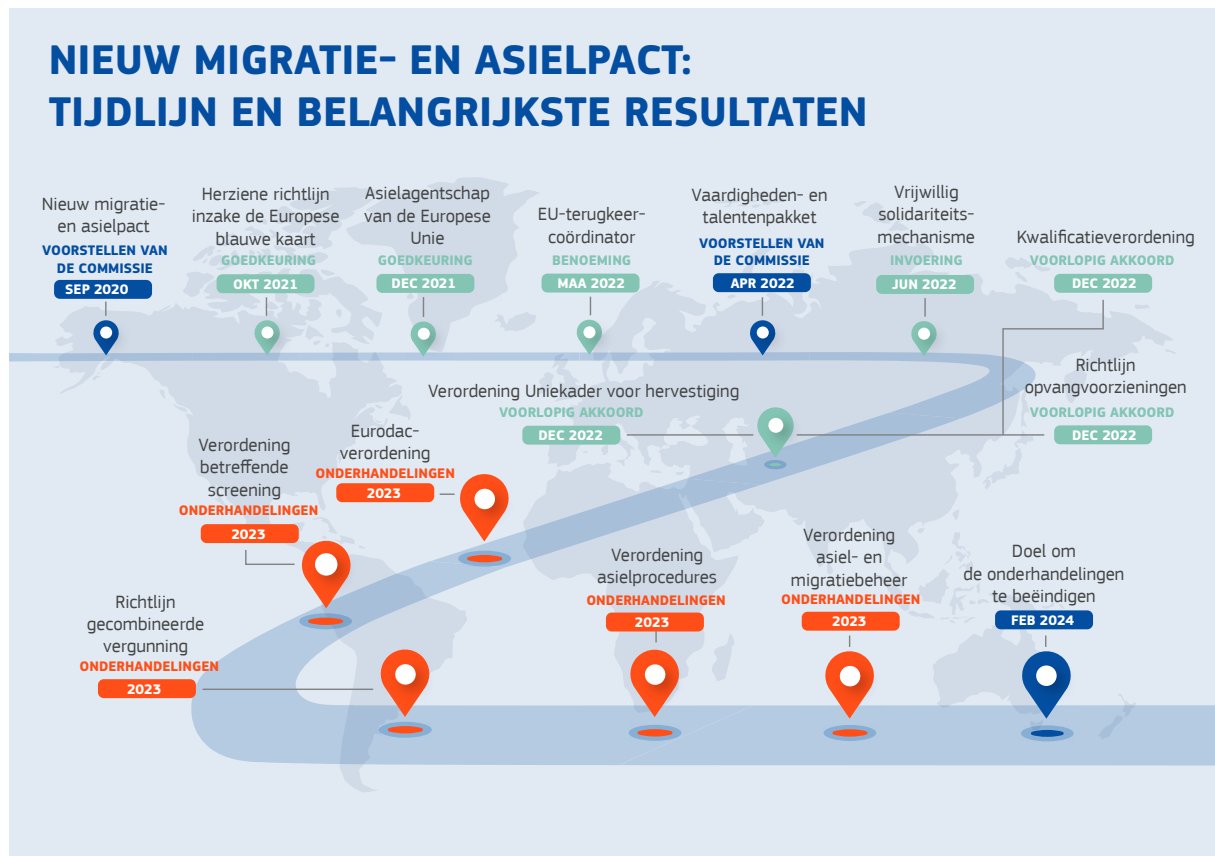 NIEUW MIGRATIE- EN ASIELPACT:
TIJDLIJN EN BELANGRIJKSTE RESULTATEN
Nieuw migratie-
en asielpact
VOORSTELLEN VAN
DE COMMISSIE
SEP 2020
Herziene richtlijn
inzake de Europese
blauwe kaart
GOEDKEURING
OKT 2021
Asielagentschap
van de Europese
Unie
GOEDKEURING
DEC 2021
EU-terugkeer-
coördinator
BENOEMING
MAA 2022
Vaardigheden- en
talentenpakket
VOORSTELLEN VAN
DE COMMISSIE
APR 2022
Vrijwillig
solidariteits-
mechanisme
INVOERING
JUN 2022
Kwalificatieverordening
VOORLOPIG AKKOORD
DEC 2022
Richtlijn
opvangvoorzieningen
VOORLOPIG AKKOORD
DEC 2022
Verordening Uniekader voor hervestiging
VOORLOPIG AKKOORD
DEC 2022
Eurodac-
verordening
ONDERHANDELINGEN
2023
Verordening
betreffende
screening
ONDERHANDELINGEN
2023
Richtlijn
gecombineerde
vergunning
ONDERHANDELINGEN
2023
Verordening
asielprocedures
ONDERHANDELINGEN
2023
Verordening
asiel- en
migratiebeheer
ONDERHANDELINGEN
2023
Doel om
de onderhandelingen
te beëindigen
FEB 2024